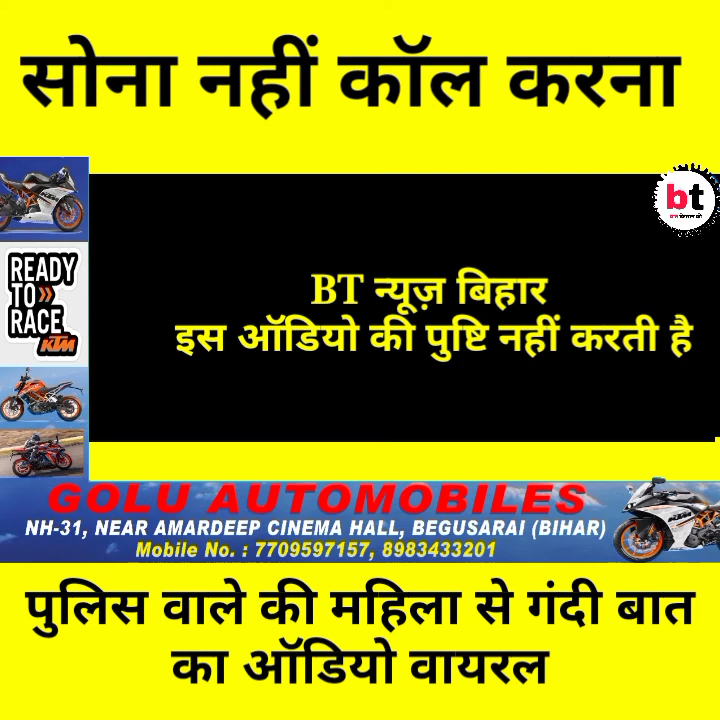 सोना नहीं कॉल करना
bt
READY
TO»
RACE
KTM
BT न्यूज़ बिहार
इस ऑडियो की पुष्टि नहीं करती है
GOLU AUTOMOBILES
NH-31, NEAR AMARDEEP CINEMA HALL, BEGUSARAI (BIHAR)
Mobile No. : 7709597157, 8983433201
पुलिस वाले की महिला से गंदी बात
का ऑडियो वायरल